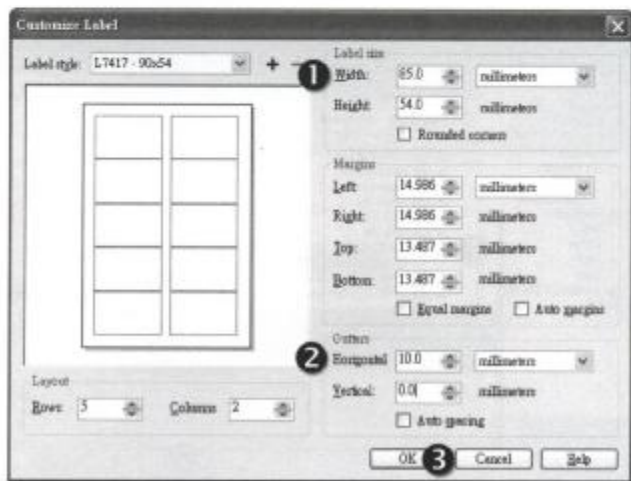 Customize Label
Label style: L7417 - 90x54
Layout
Rows: 5 Columns 2
Label size
1 Width: 85.0 millimeters
Height: 54.0 millimeters
Rounded corners
Margins
Left: 14.986 millimeters
Right: 14.986 millimeters
Top: 13.487 millimeters
Bottom: 13.487 millimeters
Equal margins Auto margins
Gutters
2 Horizontal 10.0 millimeters
Vertical: 0.0 millimeters
Auto spacing
OK 3 Cancel Help